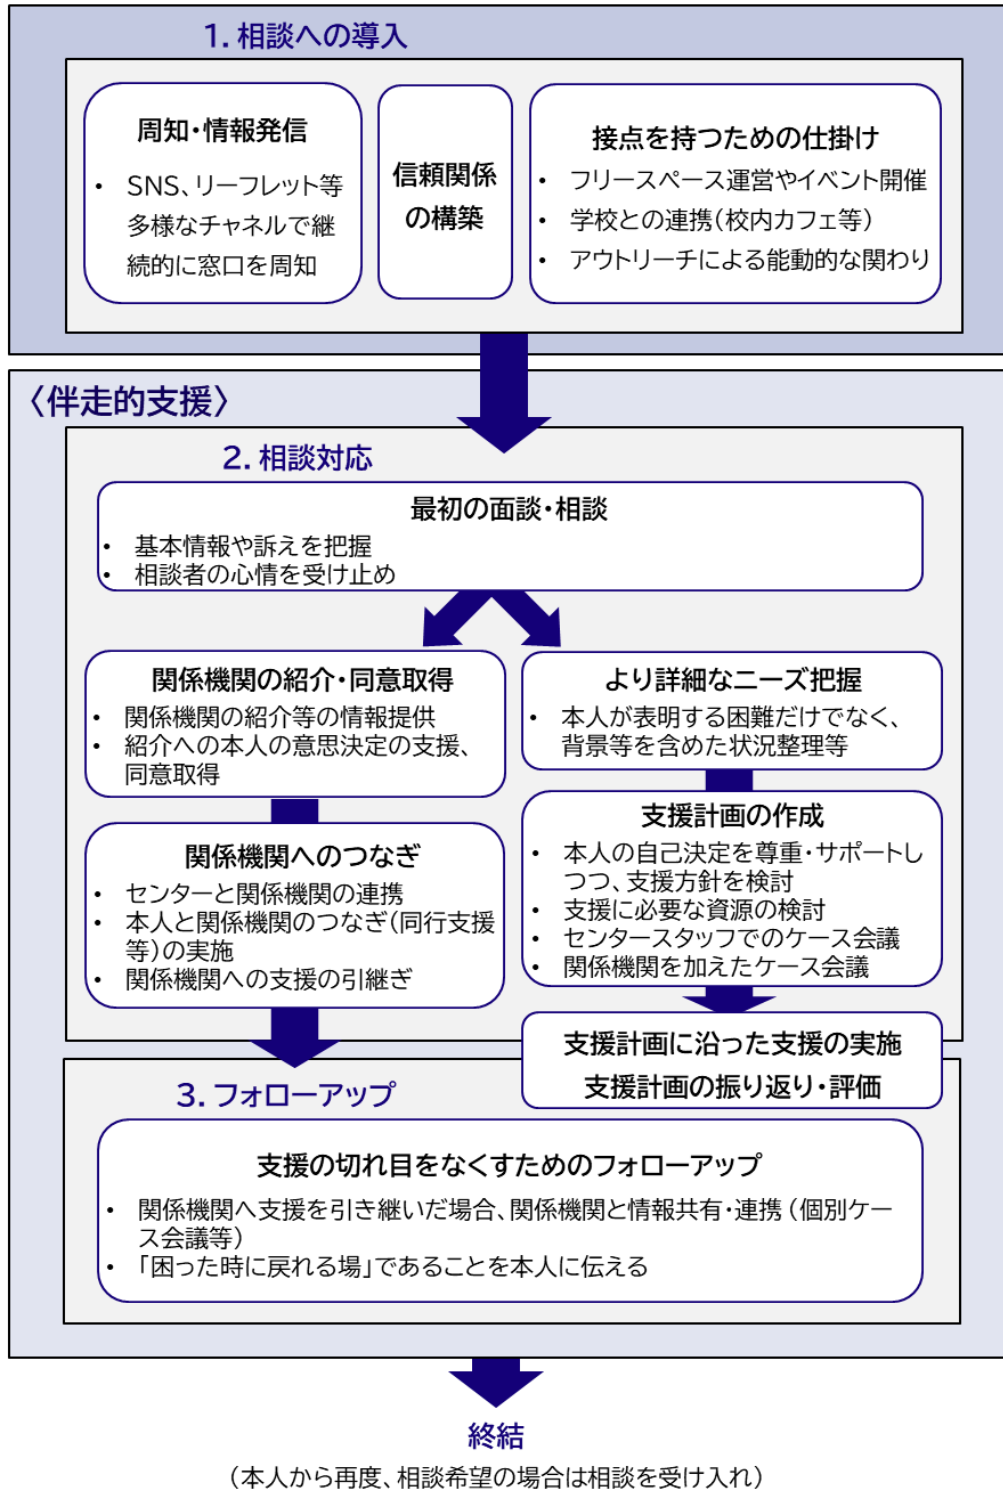 1. 相談への導入
周知・情報発信
• SNS、リーフレット等
多様なチャネルで継
続的に窓口を周知
信頼関係
の構築
接点を持つための仕掛け
• フリースペース運営やイベント開催
• 学校との連携(校内カフェ等)
• アウトリーチによる能動的な関わり
〈伴走的支援〉
2. 相談対応
最初の面談・相談
• 基本情報や訴えを把握
• 相談者の心情を受け止め
関係機関の紹介・同意取得
• 関係機関の紹介等の情報提供
• 紹介への本人の意思決定の支援、
同意取得
関係機関へのつなぎ
• センターと関係機関の連携
• 本人と関係機関のつなぎ(同行支援
等)の実施
• 関係機関への支援の引継ぎ
より詳細なニーズ把握
• 本人が表明する困難だけでなく、
背景等を含めた状況整理等
支援計画の作成
• 本人の自己決定を尊重・サポートし
つつ、支援方針を検討
• 支援に必要な資源の検討
• センタースタッフでのケース会議
• 関係機関を加えたケース会議
支援計画に沿った支援の実施
支援計画の振り返り・評価
3. フォローアップ
支援の切れ目をなくすためのフォローアップ
• 関係機関へ支援を引き継いだ場合、関係機関と情報共有・連携(個別ケー
ス会議等)
• 「困った時に戻れる場」であることを本人に伝える
終結
(本人から再度、相談希望の場合は相談を受け入れ)